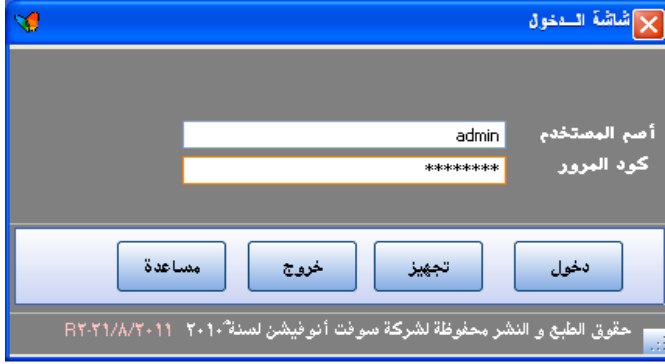 شاشة الـدخول
أسم المستخدم admin
كود المرور ********
دخول تجهيز خروج مساعدة
حقوق الطبع و النشر محفوظة لشركة سوفت أنوفيشن لسنة ٢٠١٠ R٢-٢١/٨/٢٠١١